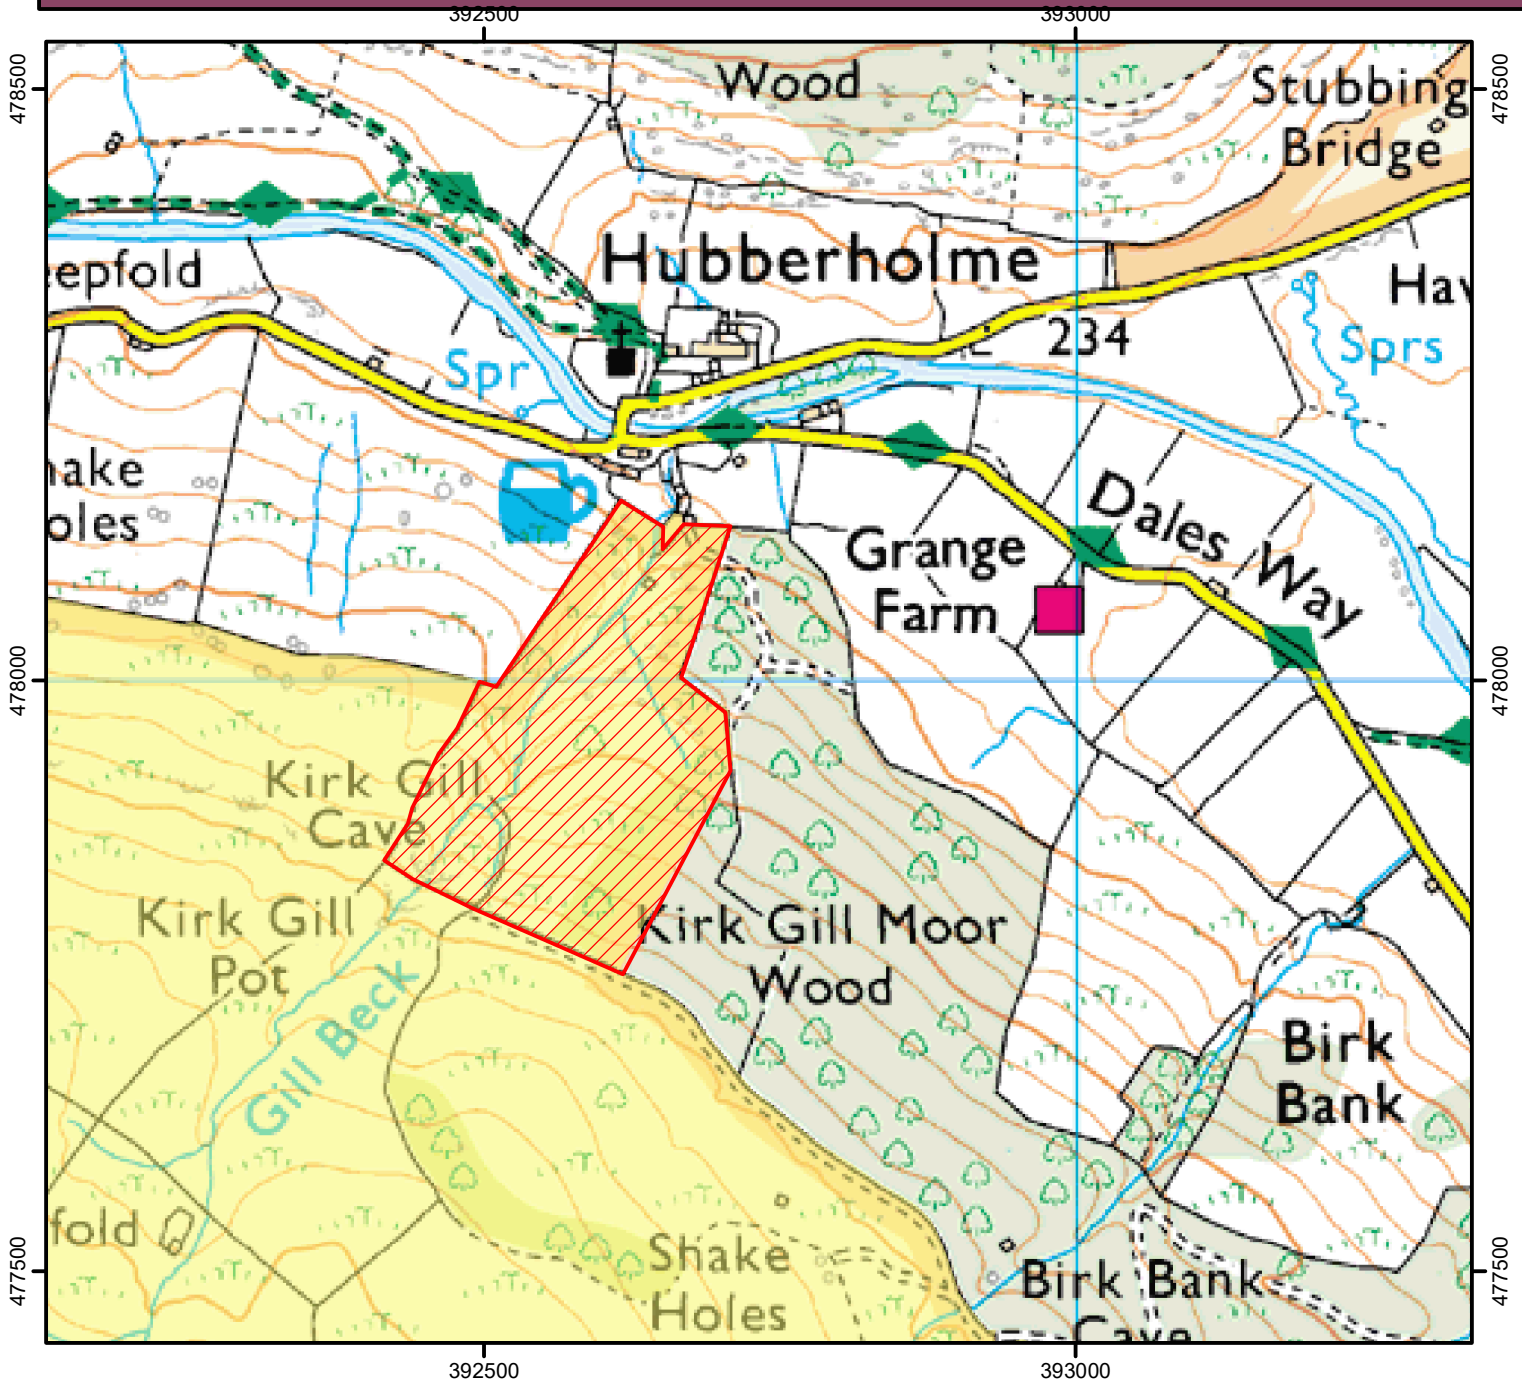 392500
393000
478500
478500
Wood
Stubbing
Bridge
Hubberholme
eepfold
Hav
234
Sprs
Spr
hake
oles
Dales Way
Grange
Farm
478000
478000
Kirk Gill
Cave
Kirk Gill
Pot
Kirk Gill Moor
Wood
Gill Beck
Birk
Bank
fold
Shake
Holes
Birk Bank
Cave
477500
477500
392500
393000